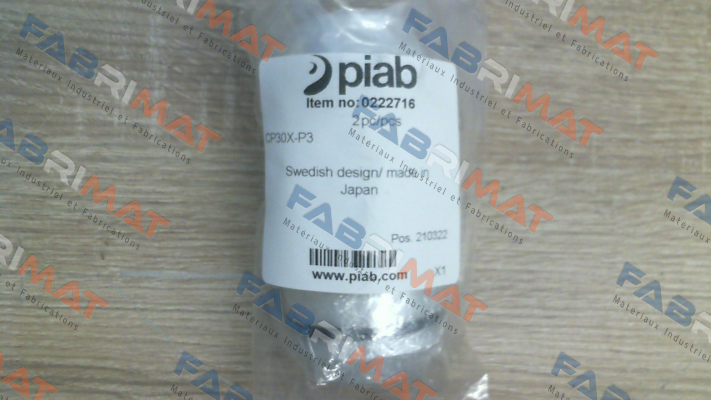 piab
Item no: 0222716
2 pc/pcs
CP30X-P3
Swedish design/ made in
Japan
Pos 210322
www.piab.com
X1
FABRIMAT
Materiaux Industriel et Fabrications